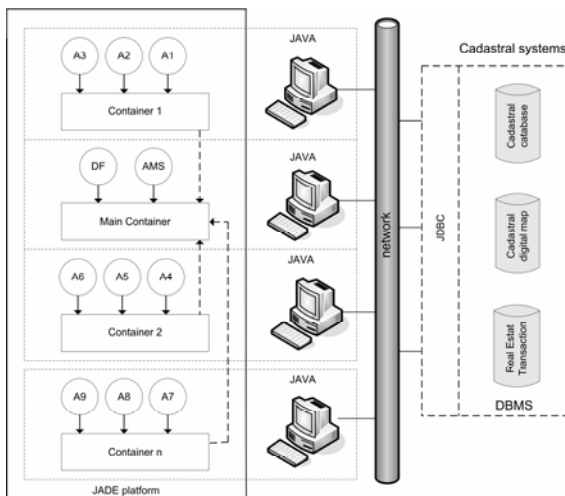 JAVA
A3 A2 A1
Container 1
JAVA
DF AMS
Main Container
JAVA
A6 A5 A4
Container 2
JAVA
A9 A8 A7
Container n
JADE platform
network
Cadastral systems
JDBC
Cadastral
catabase
Cadastral
digital map
Real Estat
Transaction
DBMS